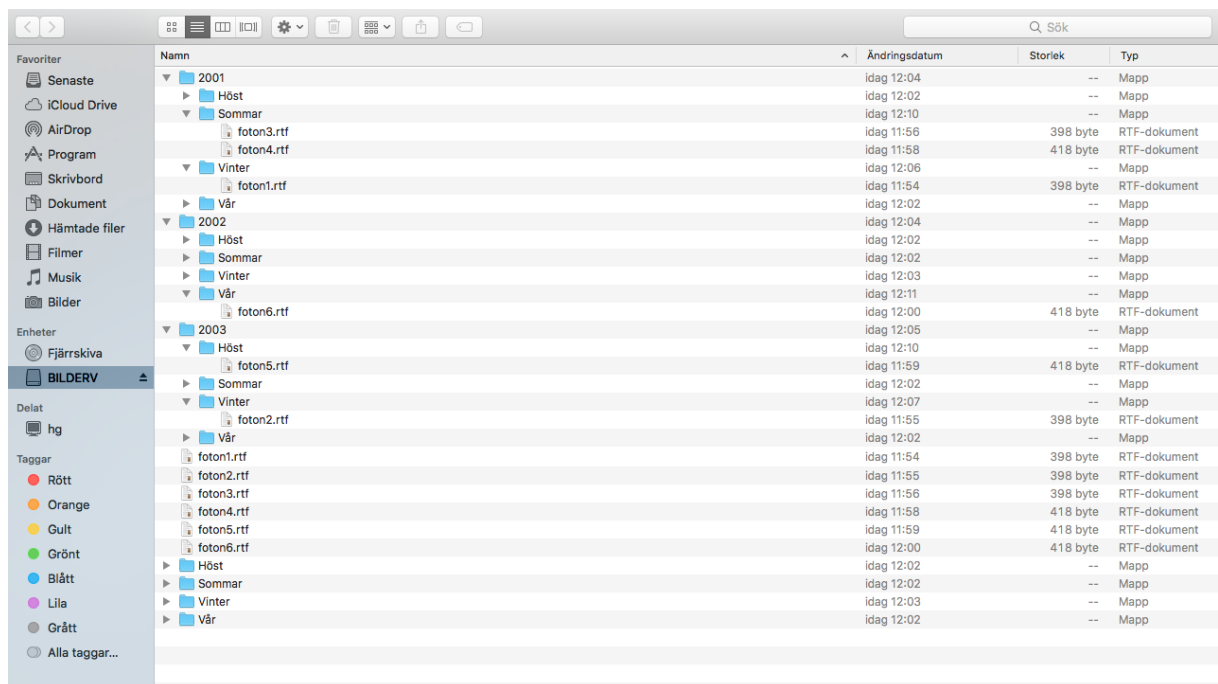 Sök
Favoriter
Senaste
iCloud Drive
AirDrop
Program
Skrivbord
Dokument
Hämtade filer
Filmer
Musik
Bilder
Enheter
Fjärrskiva
BILDERV
Delat
hg
Taggar
Rött
Orange
Gult
Grönt
Blått
Lila
Grått
Alla taggar...
Namn Ändringsdatum Storlek Typ
2001 idag 12:04 -- Mapp
Höst idag 12:02 -- Mapp
Sommar idag 12:10 -- Mapp
foton3.rtf idag 11:56 398 byte RTF-dokument
foton4.rtf idag 11:58 418 byte RTF-dokument
Vinter idag 12:06 -- Mapp
foton1.rtf idag 11:54 398 byte RTF-dokument
Vår idag 12:02 -- Mapp
2002 idag 12:04 -- Mapp
Höst idag 12:02 -- Mapp
Sommar idag 12:02 -- Mapp
Vinter idag 12:03 -- Mapp
Vår idag 12:11 -- Mapp
foton6.rtf idag 12:00 418 byte RTF-dokument
2003 idag 12:05 -- Mapp
Höst idag 12:10 -- Mapp
foton5.rtf idag 11:59 418 byte RTF-dokument
Sommar idag 12:02 -- Mapp
Vinter idag 12:07 -- Mapp
foton2.rtf idag 11:55 398 byte RTF-dokument
Vår idag 12:02 -- Mapp
foton1.rtf idag 11:54 398 byte RTF-dokument
foton2.rtf idag 11:55 398 byte RTF-dokument
foton3.rtf idag 11:56 398 byte RTF-dokument
foton4.rtf idag 11:58 418 byte RTF-dokument
foton5.rtf idag 11:59 418 byte RTF-dokument
foton6.rtf idag 12:00 418 byte RTF-dokument
Höst idag 12:02 -- Mapp
Sommar idag 12:02 -- Mapp
Vinter idag 12:03 -- Mapp
Vår idag 12:02 -- Mapp